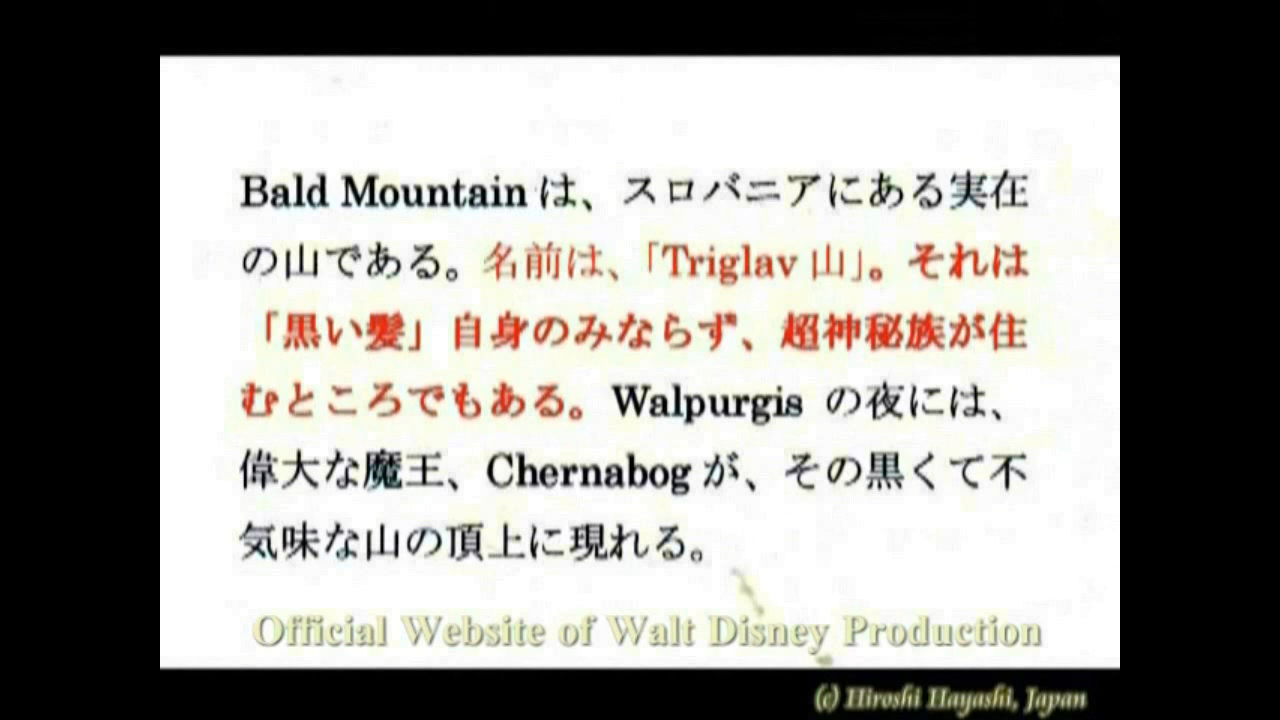 Bald Mountain は、スロバニアにある実在
の山である。名前は、「Triglav 山」。それは
「黒い髪」自身のみならず、超神秘族が住
むところでもある。Walpurgis の夜には、
偉大な魔王、Chernabog が、その黒くて不
気味な山の頂上に現れる。
Official Website of Walt Disney Production
(c) Hiroshi Hayashi, Japan